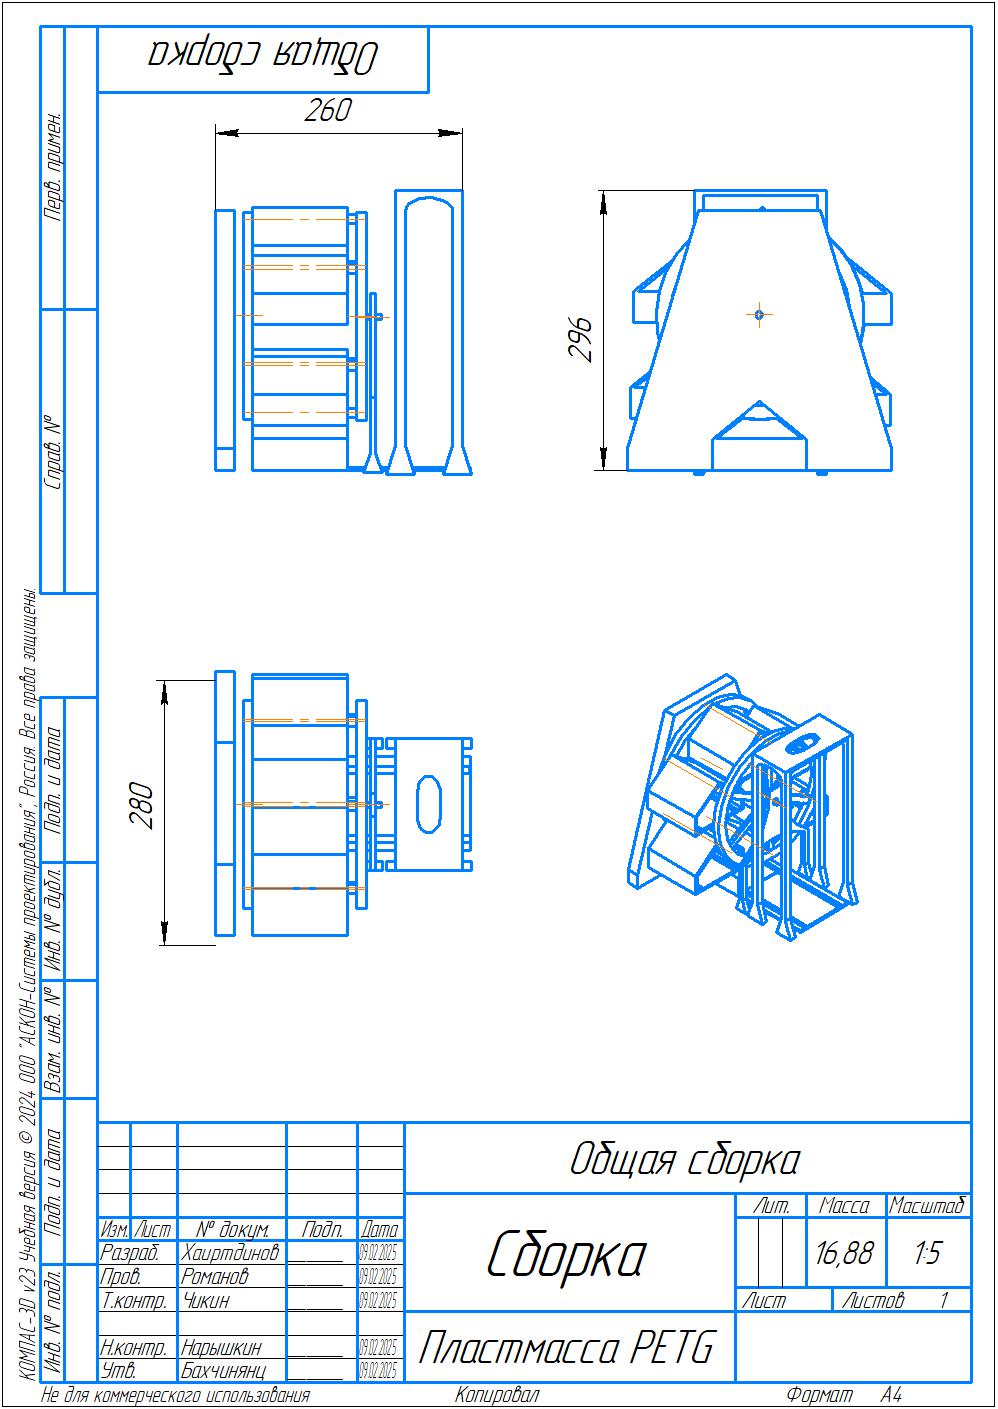 Общая сборка
260
296
280
Перв. примен.
Справ. №
Подп. и дата
Инв. № дубл.
Взам. инв. №
Подп. и дата
Инв. № подл.
КОМПАС-3D v23 Учебная версия © 2024 ООО "АСКОН-Системы проектирования", Россия. Все права защищены.
Общая сборка
Изм. Лист № докум. Подп. Дата
Разраб. Хаиртдинов 09.02.2025
Пров. Романов 09.02.2025
Т.контр. Чикин 09.02.2025
Н.контр. Нарышкин 09.02.2025
Утв. Бахчинянц 09.02.2025
Сборка
Лит. Масса Масштаб
16,88 1:5
Лист Листов 1
Пластмасса PETG
Не для коммерческого использования Копировал Формат А4